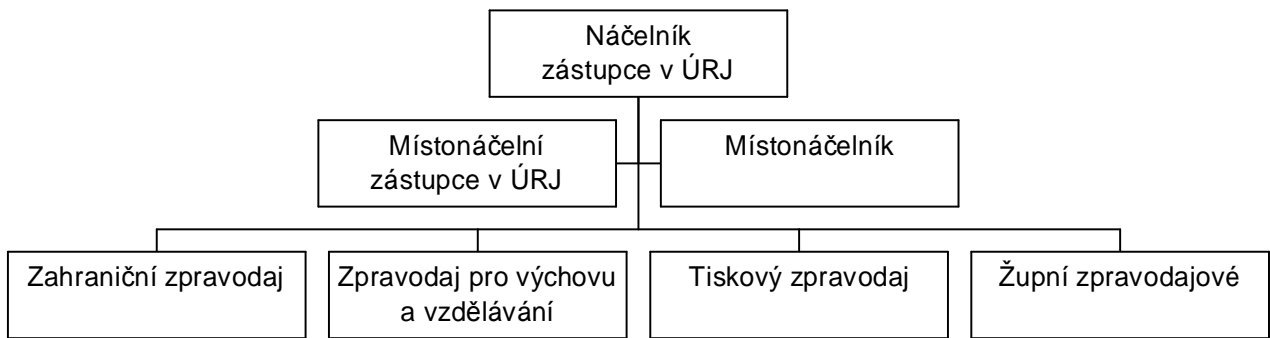 Náčelník
zástupce v ÚRJ
Místonáčelní
zástupce v ÚRJ
Místonáčelník
Zahraniční zpravodaj
Zpravodaj pro výchovu
a vzdělávání
Tiskový zpravodaj
Župní zpravodajové